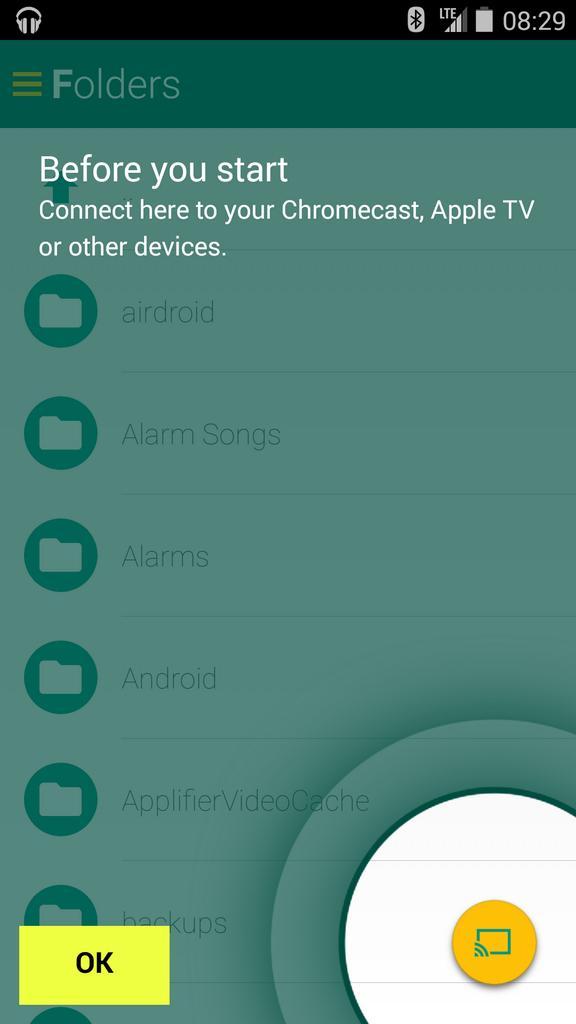 LTE 08:29
Folders
Before you start
Connect here to your Chromecast, Apple TV
or other devices.
airdroid
Alarm Songs
Alarms
Android
ApplifierVideoCache
backups
OK